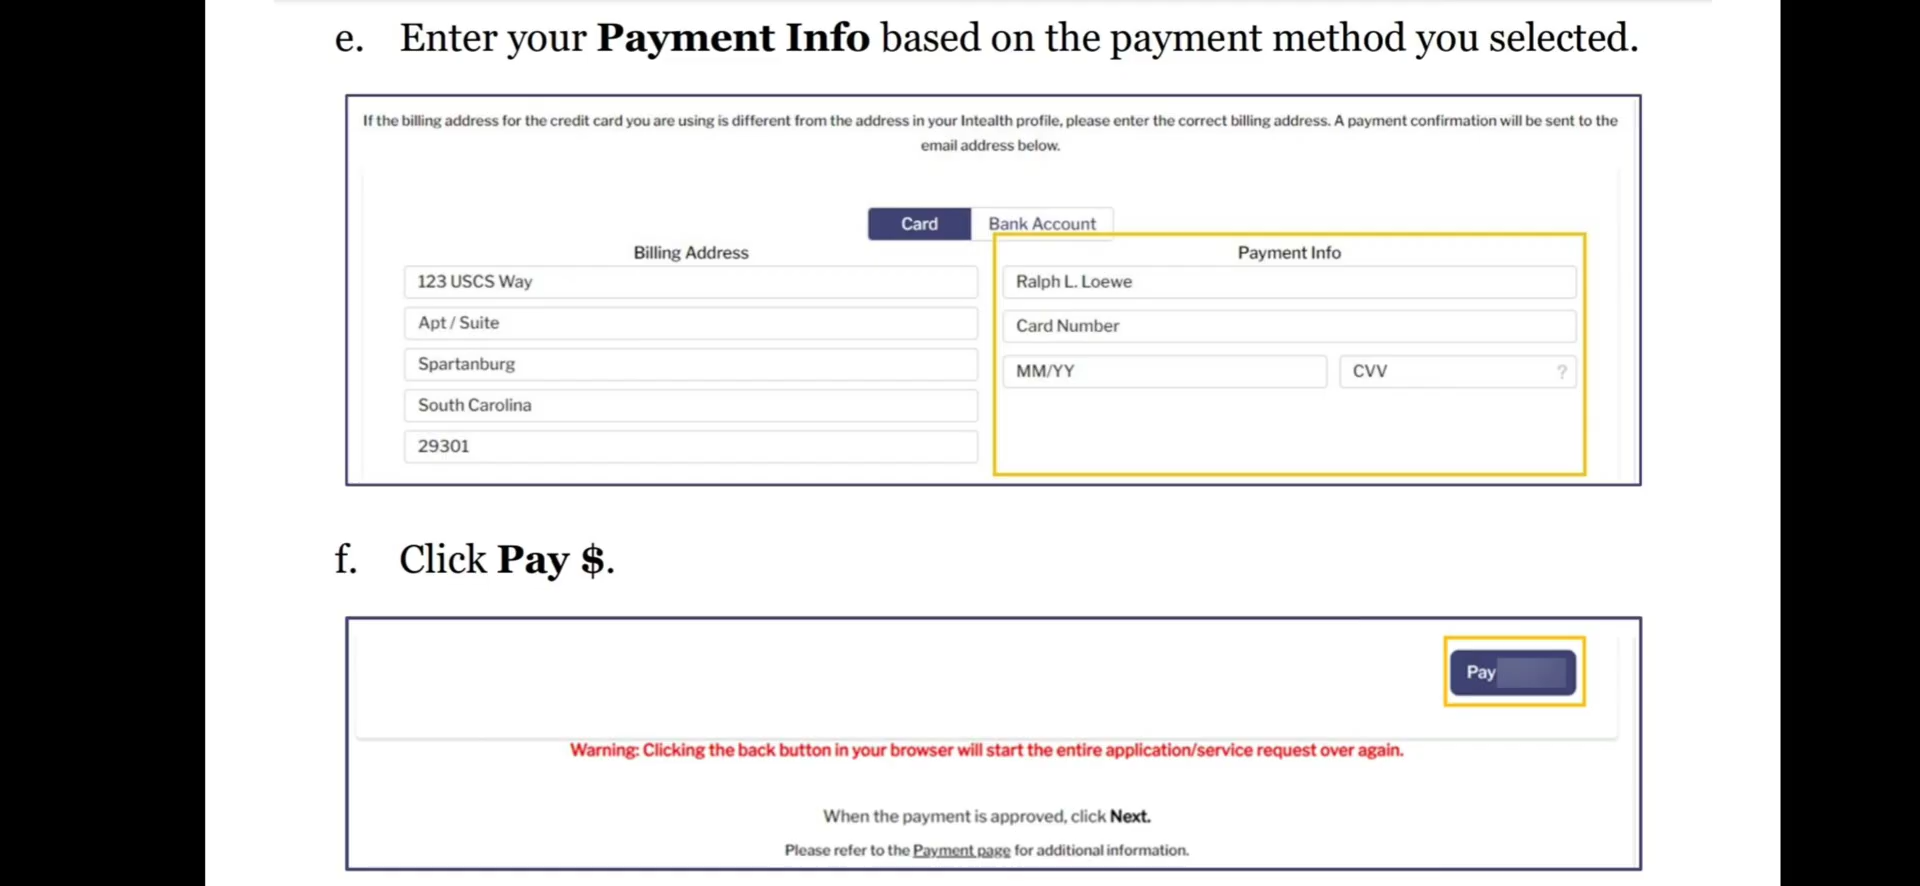 e. Enter your Payment Info based on the payment method you selected.
If the billing address for the credit card you are using is different from the address in your Intealth profile, please enter the correct billing address. A payment confirmation will be sent to the
email address below.
Card Bank Account
Billing Address
123 USCS Way
Apt / Suite
Spartanburg
South Carolina
29301
Payment Info
Ralph L. Loewe
Card Number
MM/YY CVV ?
f. Click Pay $.
Pay
Warning: Clicking the back button in your browser will start the entire application/service request over again.
When the payment is approved, click Next.
Please refer to the Payment page for additional information.